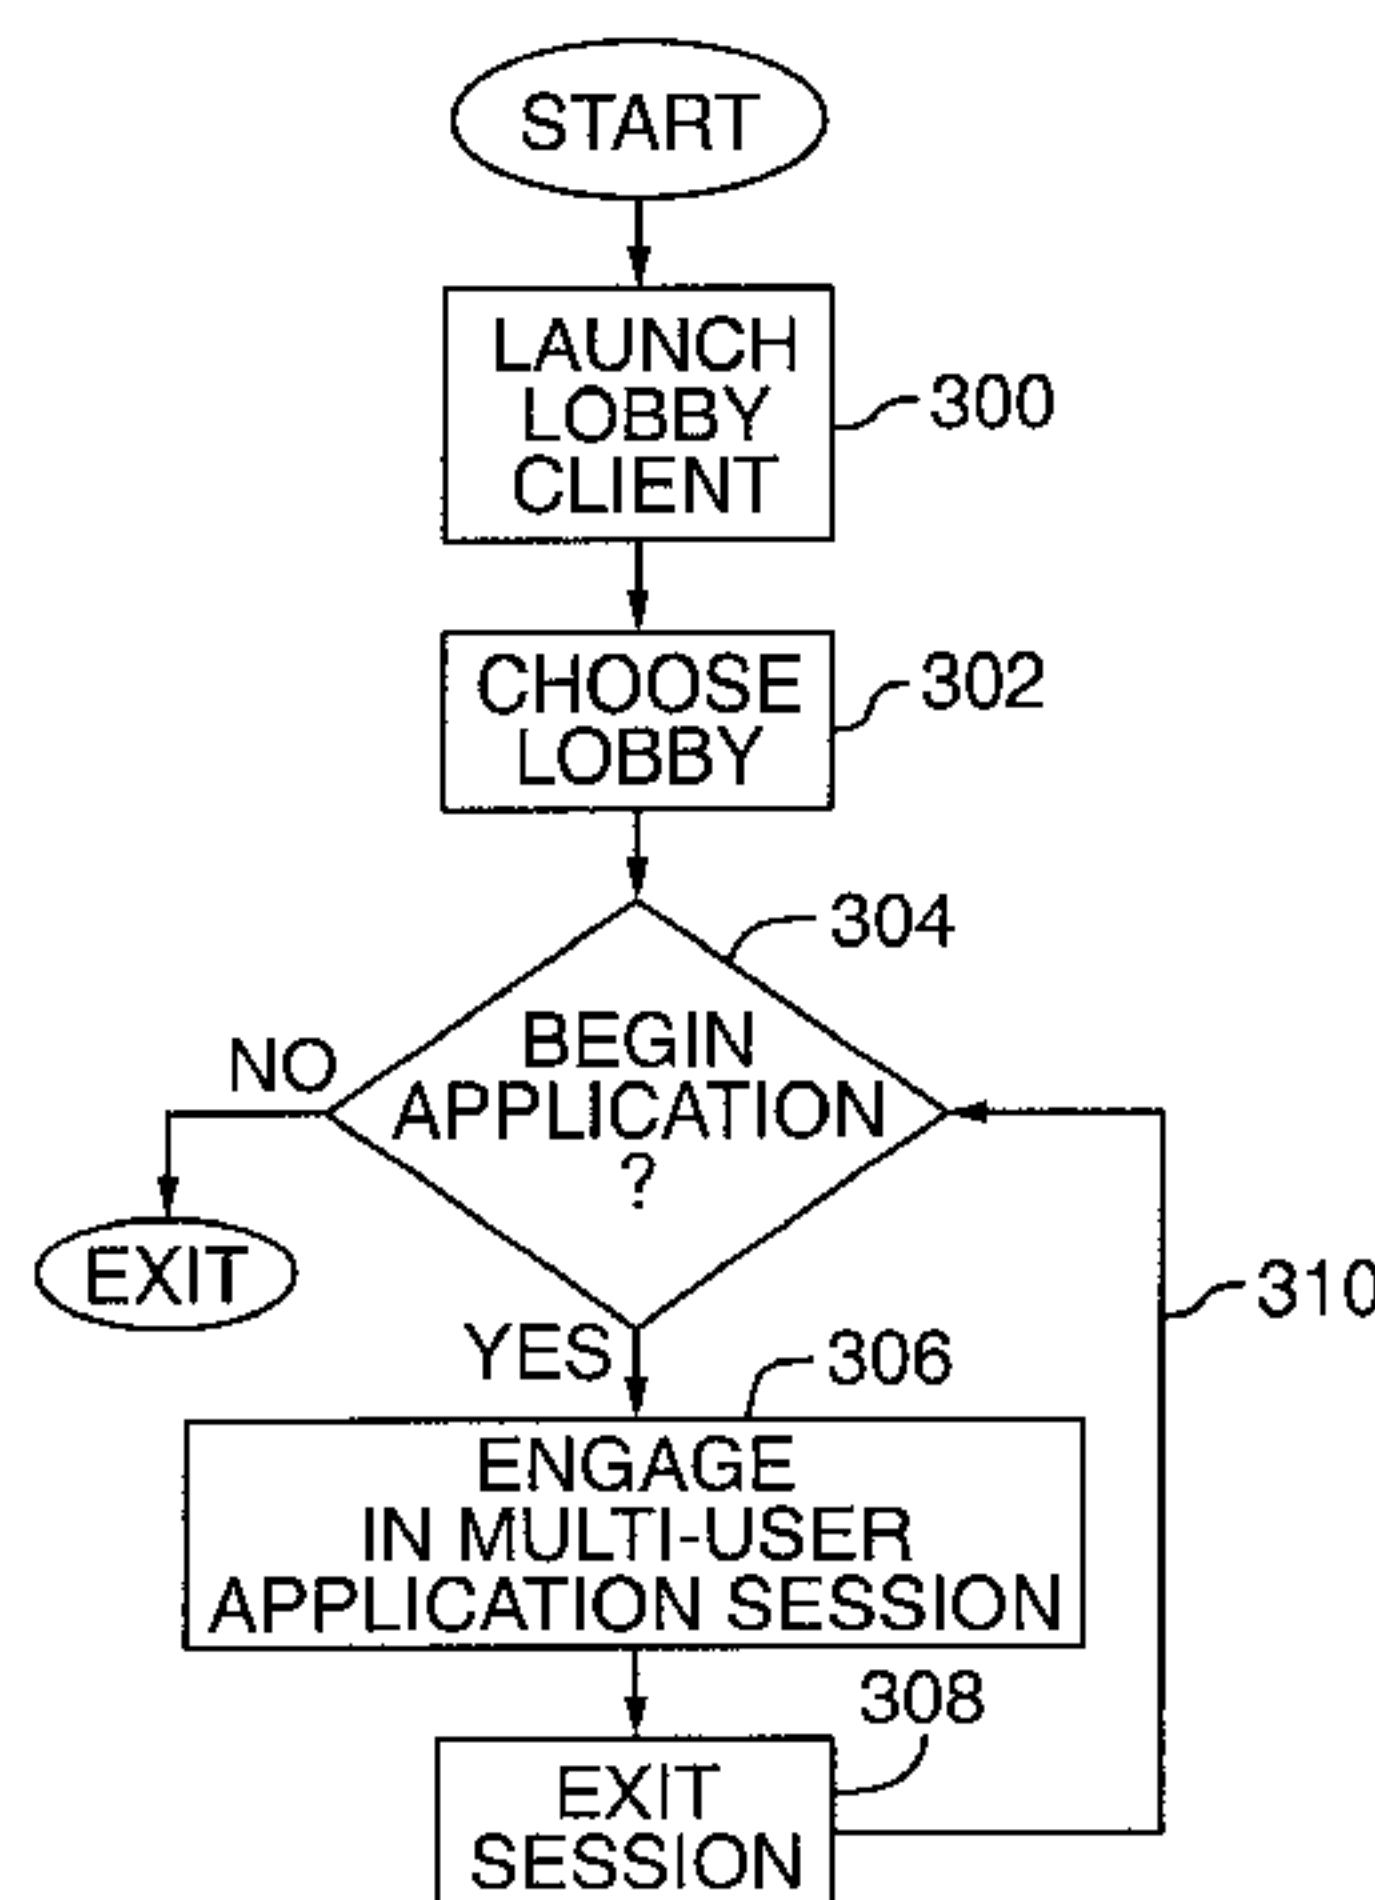 START
LAUNCH
LOBBY
CLIENT
300
CHOOSE
LOBBY
302
304
BEGIN
APPLICATION
?
NO
EXIT
YES
310
306
ENGAGE
IN MULTI-USER
APPLICATION SESSION
308
EXIT
SESSION